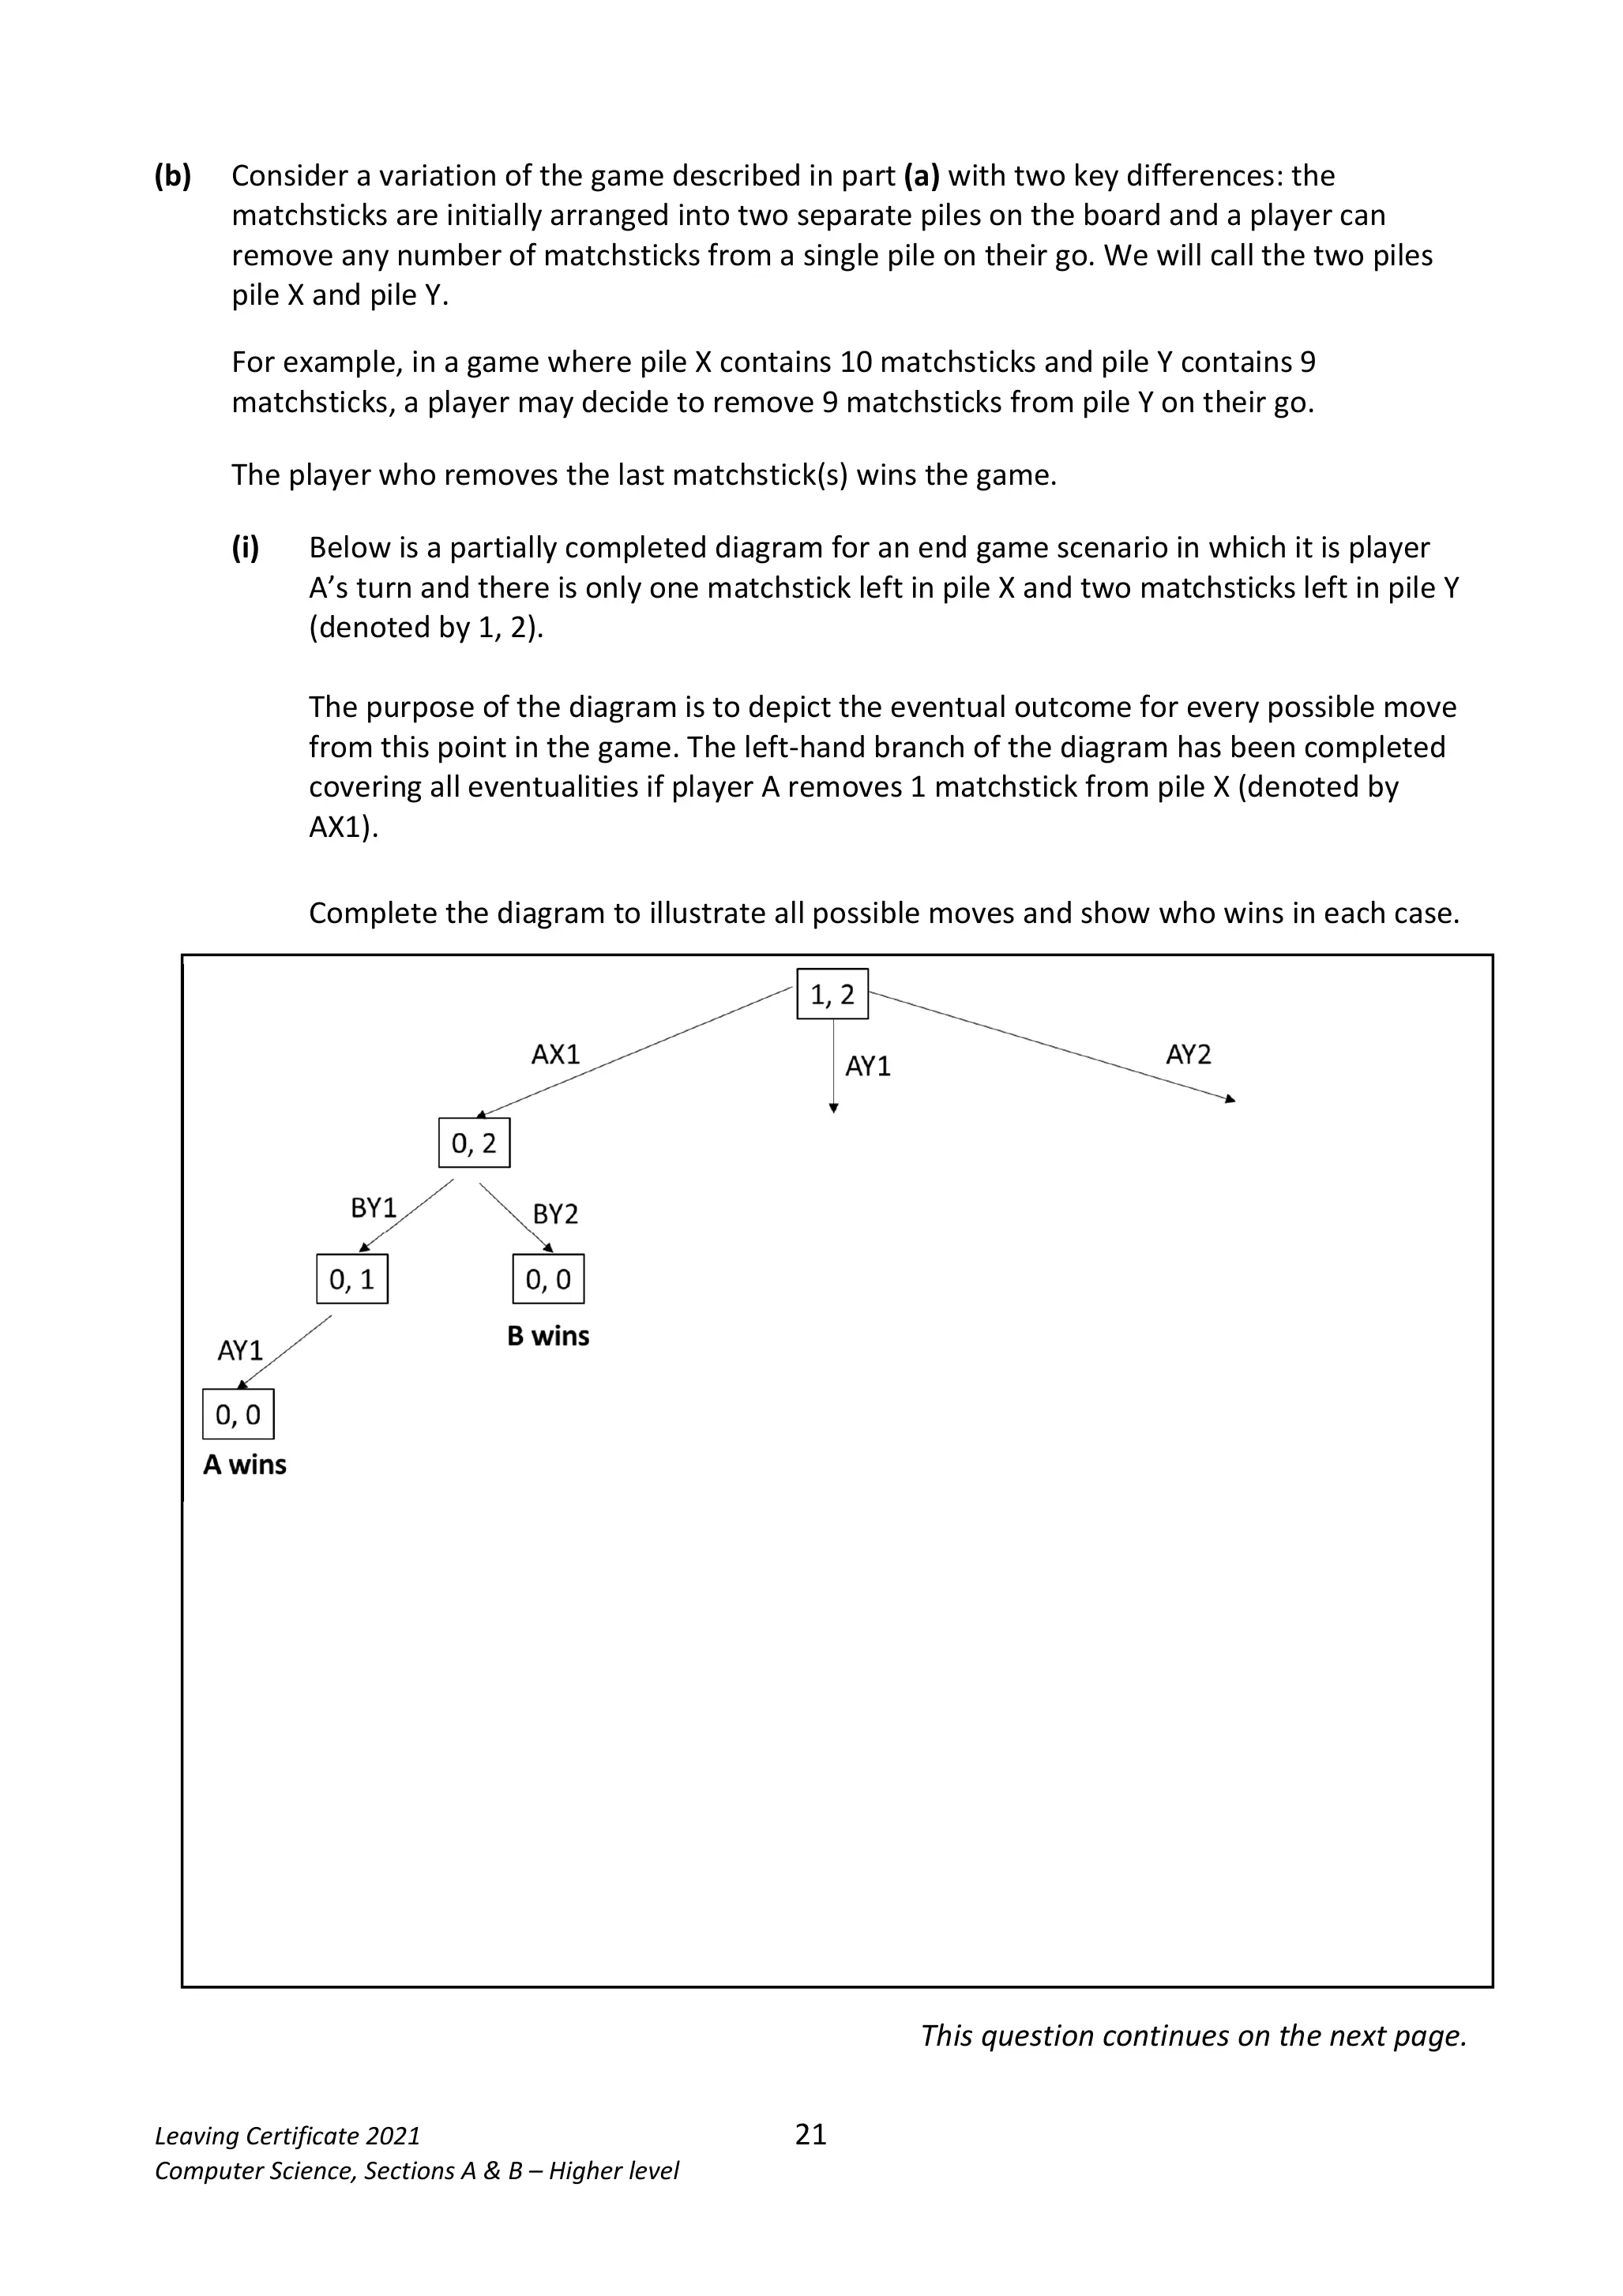 (b) Consider a variation of the game described in part (a) with two key differences: the
matchsticks are initially arranged into two separate piles on the board and a player can
remove any number of matchsticks from a single pile on their go. We will call the two piles
pile X and pile Y.
For example, in a game where pile X contains 10 matchsticks and pile Y contains 9
matchsticks, a player may decide to remove 9 matchsticks from pile Y on their go.
The player who removes the last matchstick(s) wins the game.
(i) Below is a partially completed diagram for an end game scenario in which it is player
A’s turn and there is only one matchstick left in pile X and two matchsticks left in pile Y
(denoted by 1, 2).
The purpose of the diagram is to depict the eventual outcome for every possible move
from this point in the game. The left-hand branch of the diagram has been completed
covering all eventualities if player A removes 1 matchstick from pile X (denoted by
AX1).
Complete the diagram to illustrate all possible moves and show who wins in each case.
1, 2
AX1 AY1 AY2
0, 2
BY1 BY2
0, 1 0, 0
B wins
AY1
0, 0
A wins
This question continues on the next page.
Leaving Certificate 2021 21
Computer Science, Sections A & B – Higher level